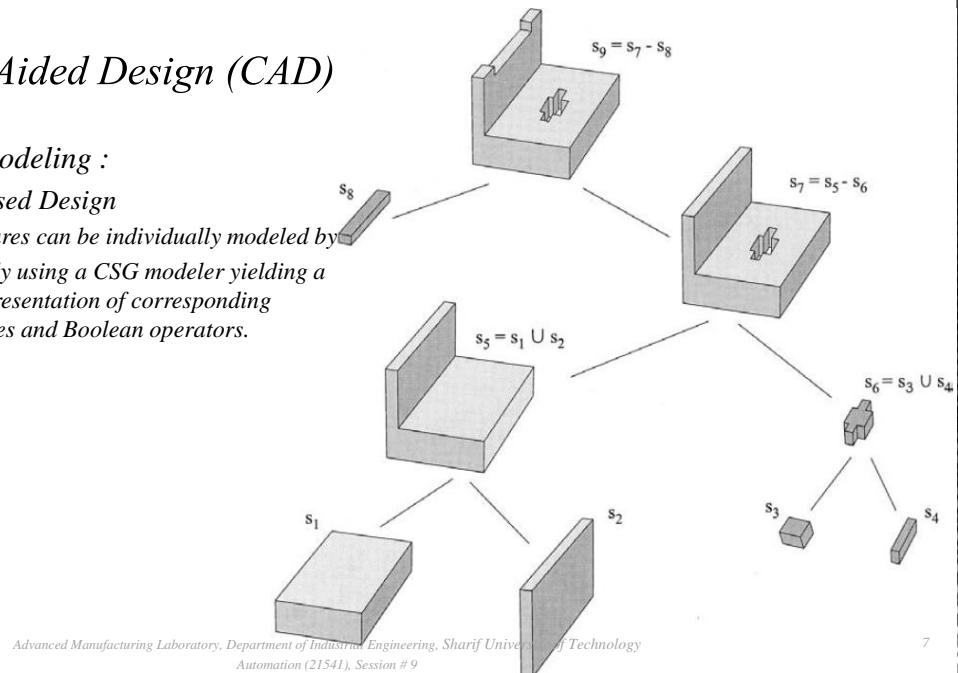 Aided Design (CAD)
odeling :
sed Design
ures can be individually modeled by
y using a CSG modeler yielding a
resentation of corresponding
es and Boolean operators.
s9 = s7 - s8
s8
s7 = s5 - s6
s5 = s1 ∪ s2
s6 = s3 ∪ s4
s3
s4
s1
s2
Advanced Manufacturing Laboratory, Department of Industrial Engineering, Sharif University of Technology
7
Automation (21541), Session # 9